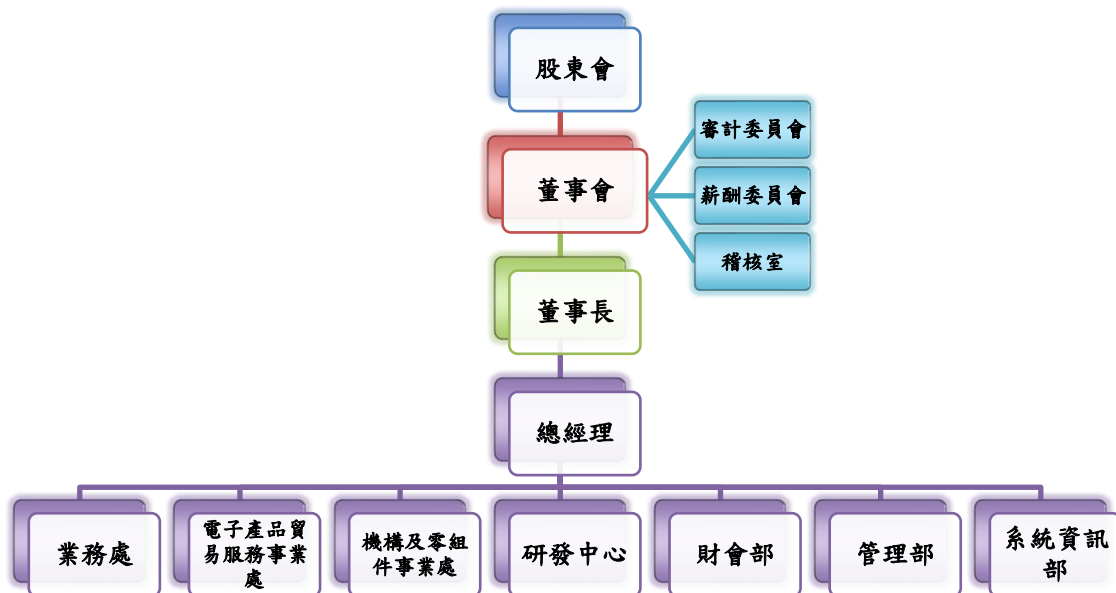 股東會
審計委員會
董事會
薪酬委員會
稽核室
董事長
總經理
業務處
電子產品貿
易服務事業
處
機構及零組
件事業處
研發中心
財會部
管理部
系統資訊
部